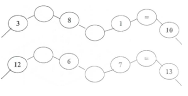 3 8 1 = 10
12 6 7 = 13